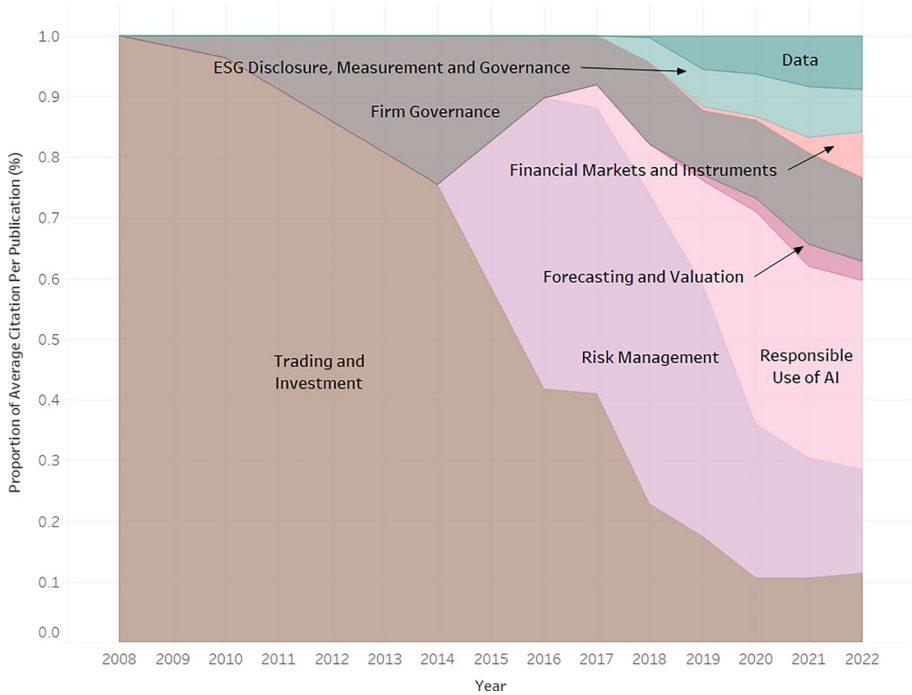 Proportion of Average Citation Per Publication (%)
1.0
0.9
0.8
0.7
0.6
0.5
0.4
0.3
0.2
0.1
0.0
Data
ESG Disclosure, Measurement and Governance
Firm Governance
Financial Markets and Instruments
Forecasting and Valuation
Trading and
Investment
Risk Management
Responsible
Use of AI
2008 2009 2010 2011 2012 2013 2014 2015 2016 2017 2018 2019 2020 2021 2022
Year